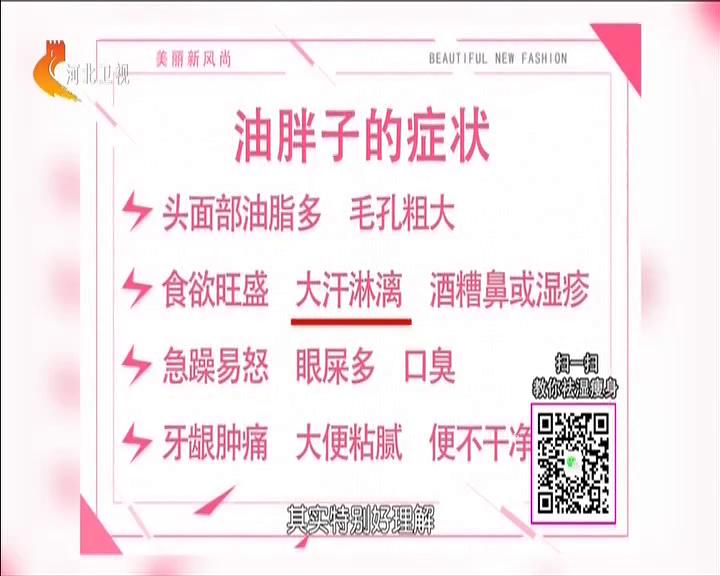 美丽新风尚 BEAUTIFUL NEW FASHION
河北卫视
油胖子的症状
头面部油脂多 毛孔粗大
食欲旺盛 大汗淋漓 酒糟鼻或湿疹
急躁易怒 眼屎多 口臭
扫一扫
教你祛湿瘦身
牙龈肿痛 大便粘腻 便不干净
其实特别好理解